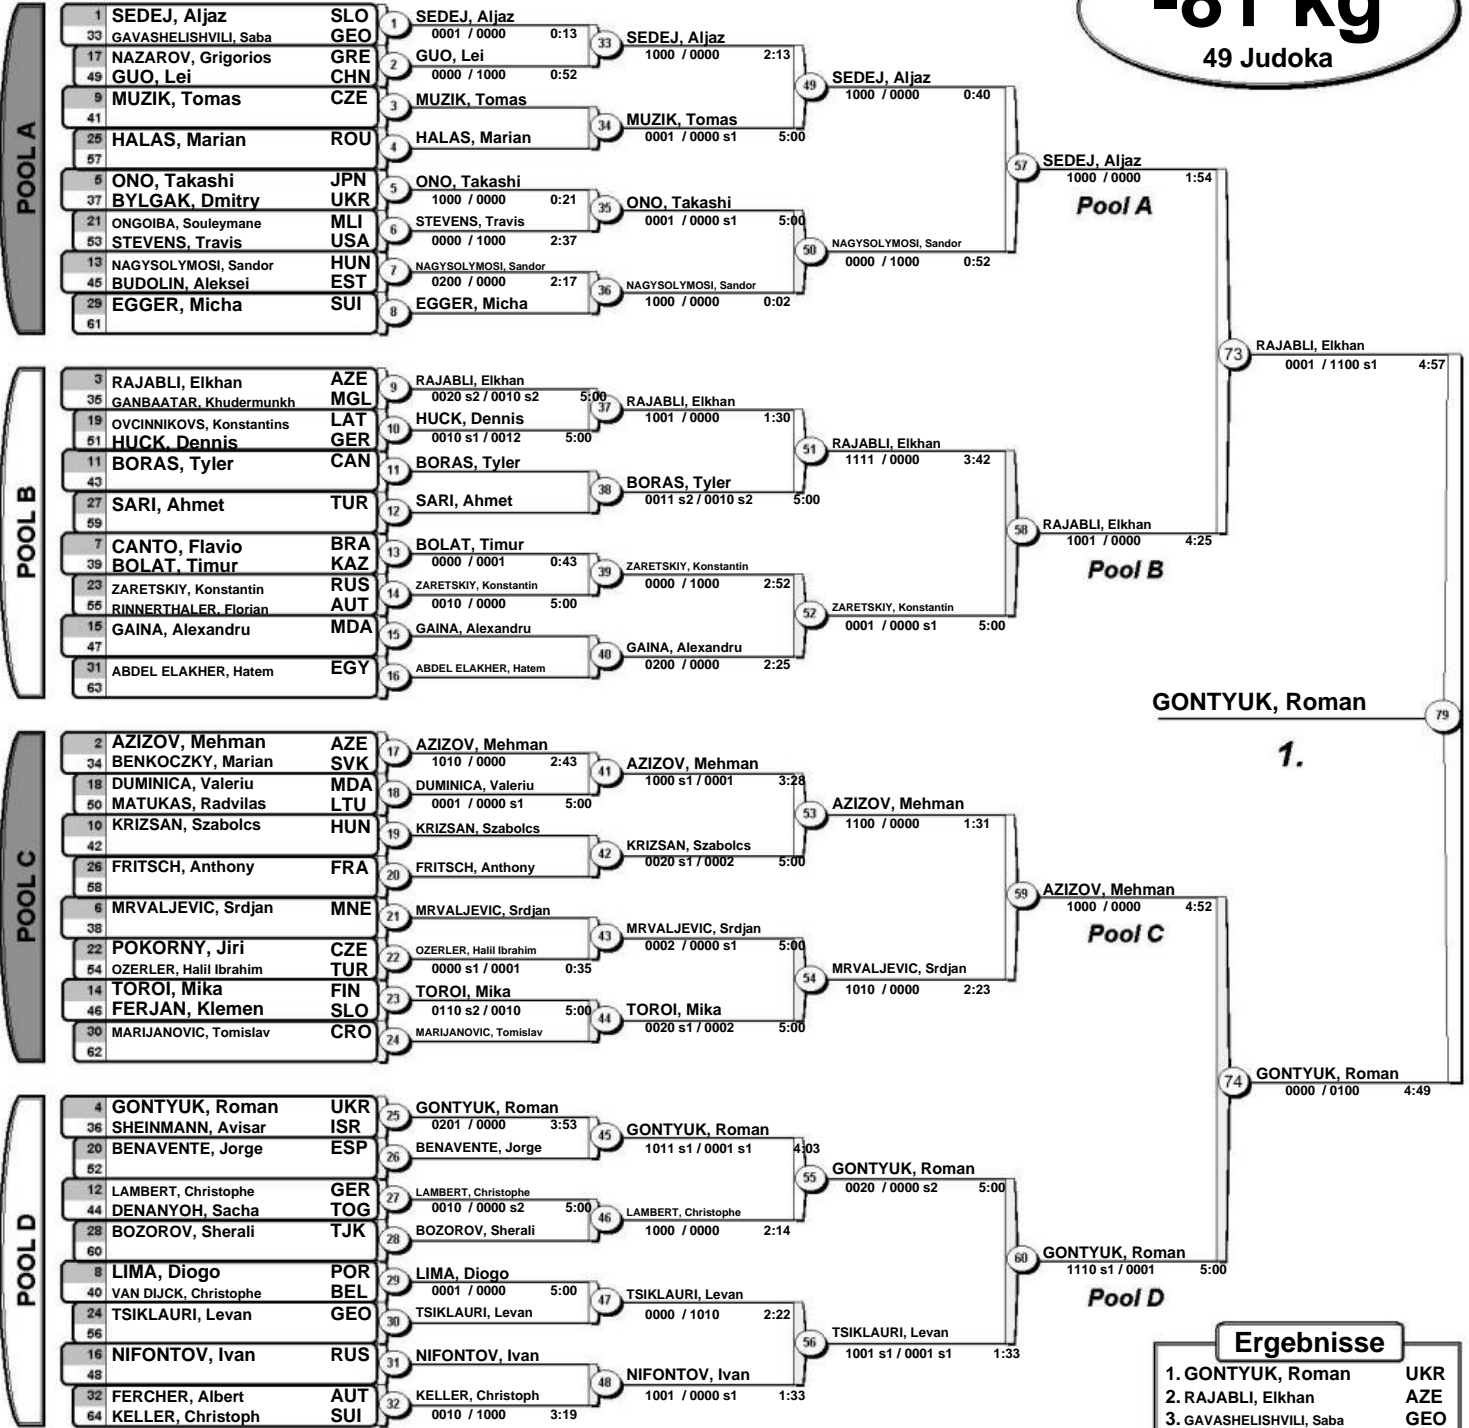 -81 kg
49 Judoka
POOL A
1 SEDEJ, Aljaz SLO
33 GAVASHELISHVILI, Saba GEO
17 NAZAROV, Grigorios GRE
49 GUO, Lei CHN
9 MUZIK, Tomas CZE
41
25 HALAS, Marian ROU
57
5 ONO, Takashi JPN
37 BYLGAK, Dmitry UKR
21 ONGOIBA, Souleymane MLI
53 STEVENS, Travis USA
13 NAGYSOLYMOSI, Sandor HUN
45 BUDOLIN, Aleksei EST
29 EGGER, Micha SUI
61
1 SEDEJ, Aljaz
0001 / 0000 0:13
2 GUO, Lei
0000 / 1000 0:52
3 MUZIK, Tomas
4 HALAS, Marian
5 ONO, Takashi
1000 / 0000 0:21
6 STEVENS, Travis
0000 / 1000 2:37
7 NAGYSOLYMOSI, Sandor
0200 / 0000 2:17
8 EGGER, Micha
33 SEDEJ, Aljaz
1000 / 0000 2:13
34 MUZIK, Tomas
0001 / 0000 s1 5:00
35 ONO, Takashi
0001 / 0000 s1 5:00
36 NAGYSOLYMOSI, Sandor
1000 / 0000 0:02
49 SEDEJ, Aljaz
1000 / 0000 0:40
50 NAGYSOLYMOSI, Sandor
0000 / 1000 0:52
57 SEDEJ, Aljaz
1000 / 0000 1:54
Pool A
POOL B
3 RAJABLI, Elkhan AZE
35 GANBAATAR, Khudermunkh MGL
19 OVCINNIKOVS, Konstantins LAT
51 HUCK, Dennis GER
11 BORAS, Tyler CAN
43
27 SARI, Ahmet TUR
59
7 CANTO, Flavio BRA
39 BOLAT, Timur KAZ
23 ZARETSKIY, Konstantin RUS
55 RINNERTHALER, Florian AUT
15 GAINA, Alexandru MDA
47
31 ABDEL ELAKHER, Hatem EGY
63
9 RAJABLI, Elkhan
0020 s2 / 0010 s2 5:00
10 HUCK, Dennis
0010 s1 / 0012 5:00
11 BORAS, Tyler
12 SARI, Ahmet
13 BOLAT, Timur
0000 / 0001 0:43
14 ZARETSKIY, Konstantin
0010 / 0000 5:00
15 GAINA, Alexandru
16 ABDEL ELAKHER, Hatem
37 RAJABLI, Elkhan
1001 / 0000 1:30
38 BORAS, Tyler
0011 s2 / 0010 s2 5:00
39 ZARETSKIY, Konstantin
0000 / 1000 2:52
40 GAINA, Alexandru
0200 / 0000 2:25
51 RAJABLI, Elkhan
1111 / 0000 3:42
52 ZARETSKIY, Konstantin
0001 / 0000 s1 5:00
58 RAJABLI, Elkhan
1001 / 0000 4:25
Pool B
73 RAJABLI, Elkhan
0001 / 1100 s1 4:57
GONTYUK, Roman 79
1.
POOL C
2 AZIZOV, Mehman AZE
34 BENKOCZKY, Marian SVK
18 DUMINICA, Valeriu MDA
50 MATUKAS, Radvilas LTU
10 KRIZSAN, Szabolcs HUN
42
26 FRITSCH, Anthony FRA
58
6 MRVALJEVIC, Srdjan MNE
38
22 POKORNY, Jiri CZE
54 OZERLER, Halil Ibrahim TUR
14 TOROI, Mika FIN
46 FERJAN, Klemen SLO
30 MARIJANOVIC, Tomislav CRO
62
17 AZIZOV, Mehman
1010 / 0000 2:43
18 DUMINICA, Valeriu
0001 / 0000 s1 5:00
19 KRIZSAN, Szabolcs
20 FRITSCH, Anthony
21 MRVALJEVIC, Srdjan
22 OZERLER, Halil Ibrahim
0000 s1 / 0001 0:35
23 TOROI, Mika
0110 s2 / 0010 5:00
24 MARIJANOVIC, Tomislav
41 AZIZOV, Mehman
1000 s1 / 0001 3:28
42 KRIZSAN, Szabolcs
0020 s1 / 0002 5:00
43 MRVALJEVIC, Srdjan
0002 / 0000 s1 5:00
44 TOROI, Mika
0020 s1 / 0002 5:00
53 AZIZOV, Mehman
1100 / 0000 1:31
54 MRVALJEVIC, Srdjan
1010 / 0000 2:23
59 AZIZOV, Mehman
1000 / 0000 4:52
Pool C
74 GONTYUK, Roman
0000 / 0100 4:49
POOL D
4 GONTYUK, Roman UKR
36 SHEINMANN, Avisar ISR
20 BENAVENTE, Jorge ESP
52
12 LAMBERT, Christophe GER
44 DENANYOH, Sacha TOG
28 BOZOROV, Sherali TJK
60
8 LIMA, Diogo POR
40 VAN DIJCK, Christophe BEL
24 TSIKLAURI, Levan GEO
56
16 NIFONTOV, Ivan RUS
48
32 FERCHER, Albert AUT
64 KELLER, Christoph SUI
25 GONTYUK, Roman
0201 / 0000 3:53
26 BENAVENTE, Jorge
27 LAMBERT, Christophe
0010 / 0000 s2 5:00
28 BOZOROV, Sherali
29 LIMA, Diogo
0001 / 0000 5:00
30 TSIKLAURI, Levan
31 NIFONTOV, Ivan
32 KELLER, Christoph
0010 / 1000 3:19
45 GONTYUK, Roman
1011 s1 / 0001 s1 4:03
46 LAMBERT, Christophe
1000 / 0000 2:14
47 TSIKLAURI, Levan
0000 / 1010 2:22
48 NIFONTOV, Ivan
1001 / 0000 s1 1:33
55 GONTYUK, Roman
0020 / 0000 s2 5:00
56 TSIKLAURI, Levan
1001 s1 / 0001 s1 1:33
60 GONTYUK, Roman
1110 s1 / 0001 5:00
Pool D
Ergebnisse
1. GONTYUK, Roman UKR
2. RAJABLI, Elkhan AZE
3. GAVASHELISHVILI, Saba GEO